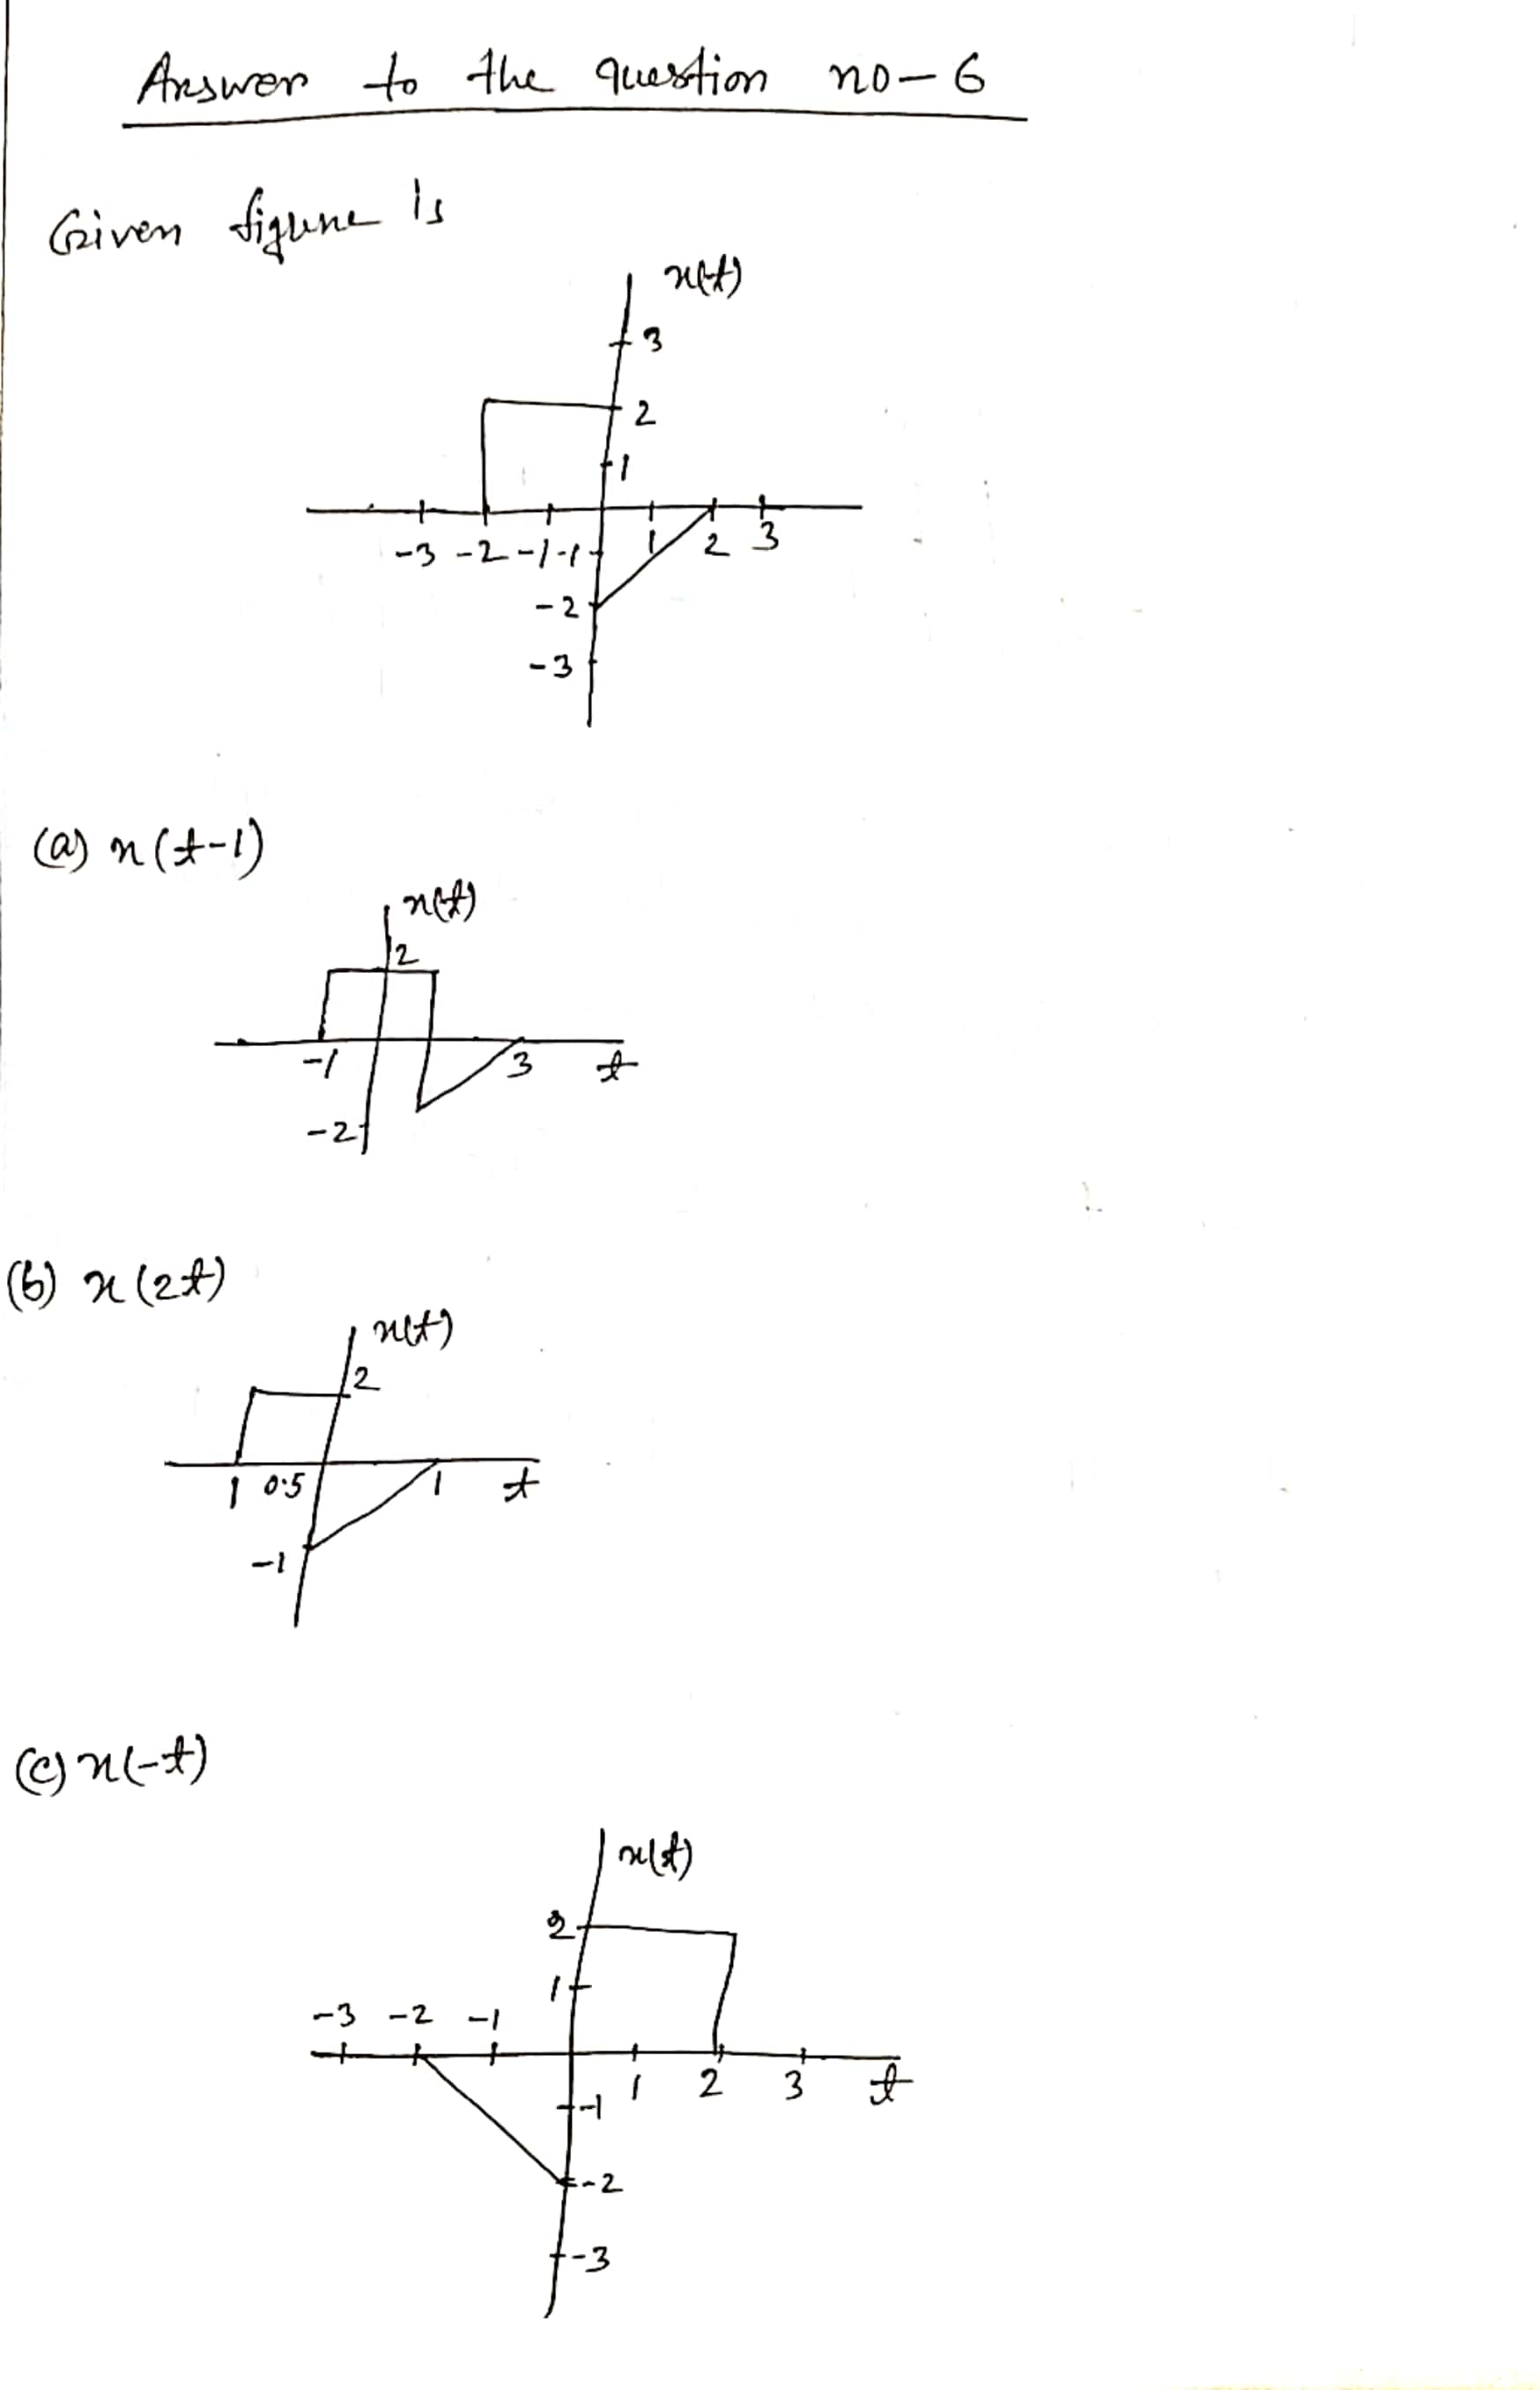 Answer to the question no-6
Given figure is
x(t)
3
2
1
-3 -2 -1 -1 1 2 3
-2
-3
(a) x(t-1)
x(t)
2
-1 3 t
-2
(b) x(2t)
x(t)
2
1 0.5 1 t
-1
(c) x(-t)
x(t)
2
1
-3 -2 -1
1 2 3 t
-1
-2
-3